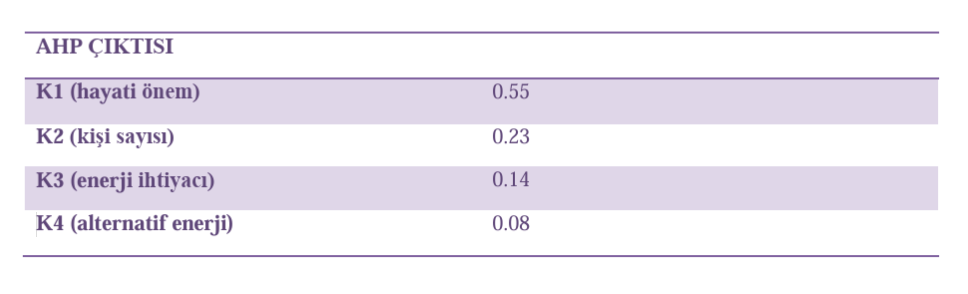 AHP ÇIKTISI
K1 (hayati önem) 0.55
K2 (kişi sayısı) 0.23
K3 (enerji ihtiyacı) 0.14
K4 (alternatif enerji) 0.08